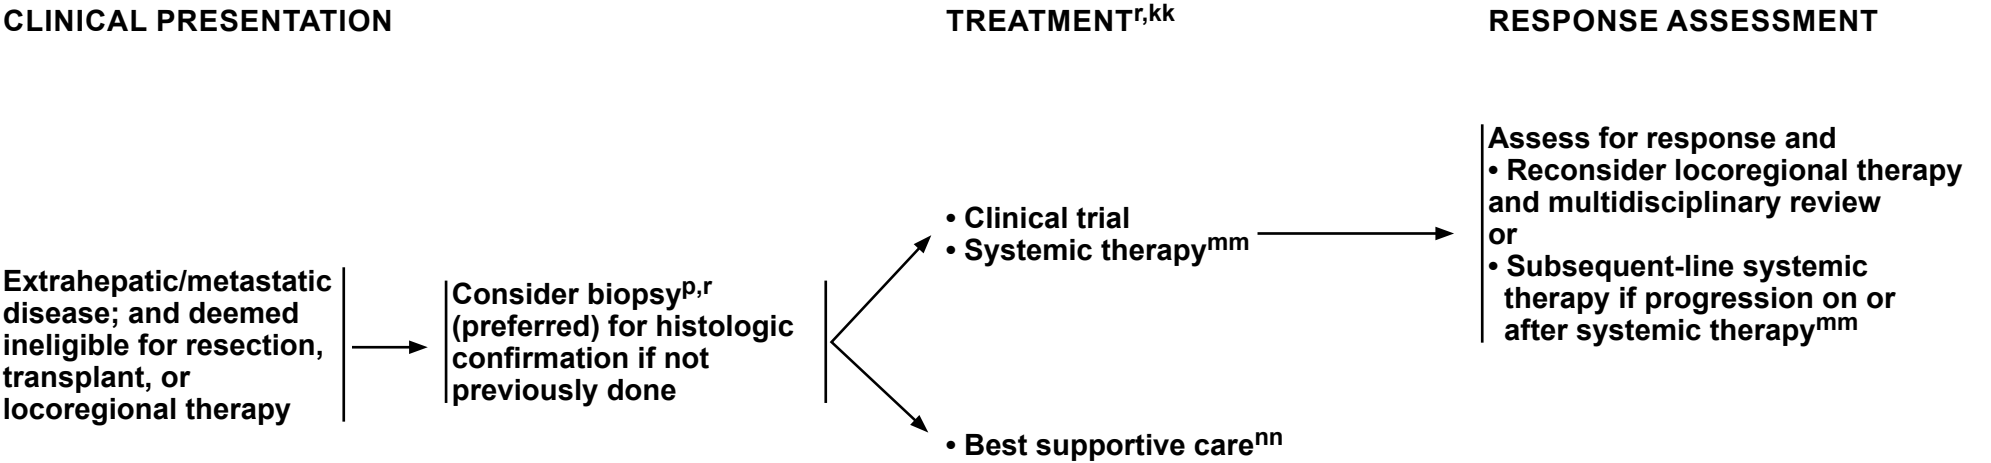 CLINICAL PRESENTATION
TREATMENTr,kk
RESPONSE ASSESSMENT
Extrahepatic/metastatic
disease; and deemed
ineligible for resection,
transplant, or
locoregional therapy
Consider biopsyp,r
(preferred) for histologic
confirmation if not
previously done
• Clinical trial
• Systemic therapymm
• Best supportive carenn
Assess for response and
• Reconsider locoregional therapy
and multidisciplinary review
or
• Subsequent-line systemic
therapy if progression on or
after systemic therapymm